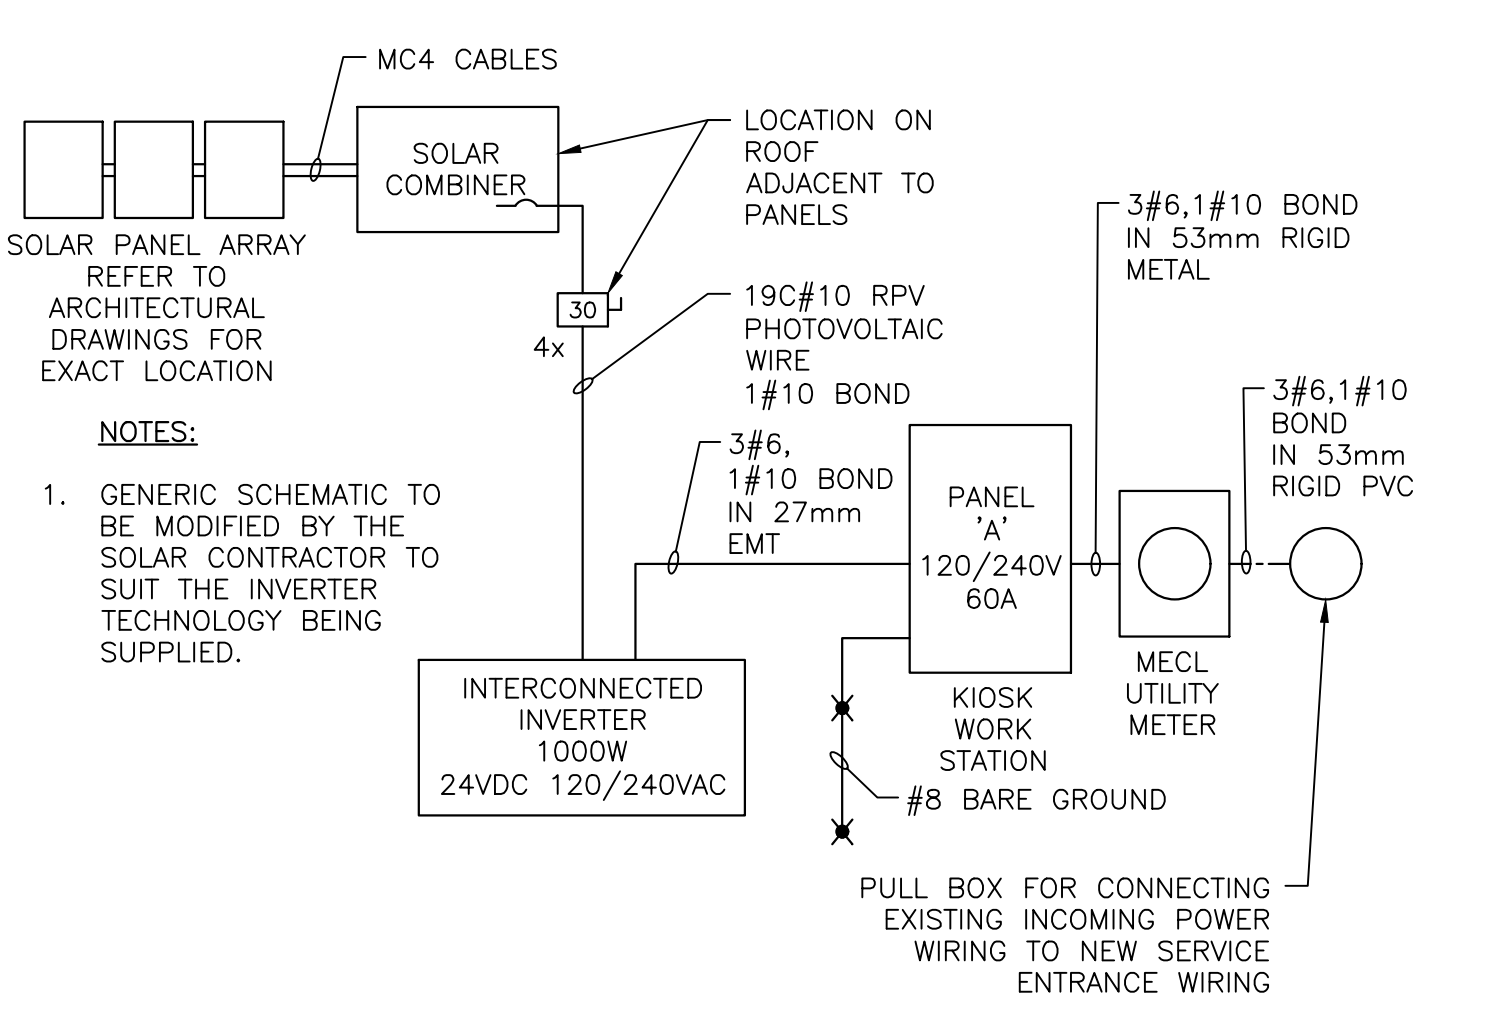 MC4 CABLES
SOLAR
COMBINER
LOCATION ON
ROOF
ADJACENT TO
PANELS
SOLAR PANEL ARRAY
REFER TO
ARCHITECTURAL
DRAWINGS FOR
EXACT LOCATION
30
4x
19C#10 RPV
PHOTOVOLTAIC
WIRE
1#10 BOND
3#6,1#10 BOND
IN 53mm RIGID
METAL
3#6,1#10
BOND
IN 53mm
RIGID PVC
NOTES:
1. GENERIC SCHEMATIC TO
BE MODIFIED BY THE
SOLAR CONTRACTOR TO
SUIT THE INVERTER
TECHNOLOGY BEING
SUPPLIED.
3#6,
1#10 BOND
IN 27mm
EMT
PANEL
'A'
120/240V
60A
KIOSK
WORK
STATION
MECL
UTILITY
METER
INTERCONNECTED
INVERTER
1000W
24VDC 120/240VAC
#8 BARE GROUND
PULL BOX FOR CONNECTING
EXISTING INCOMING POWER
WIRING TO NEW SERVICE
ENTRANCE WIRING